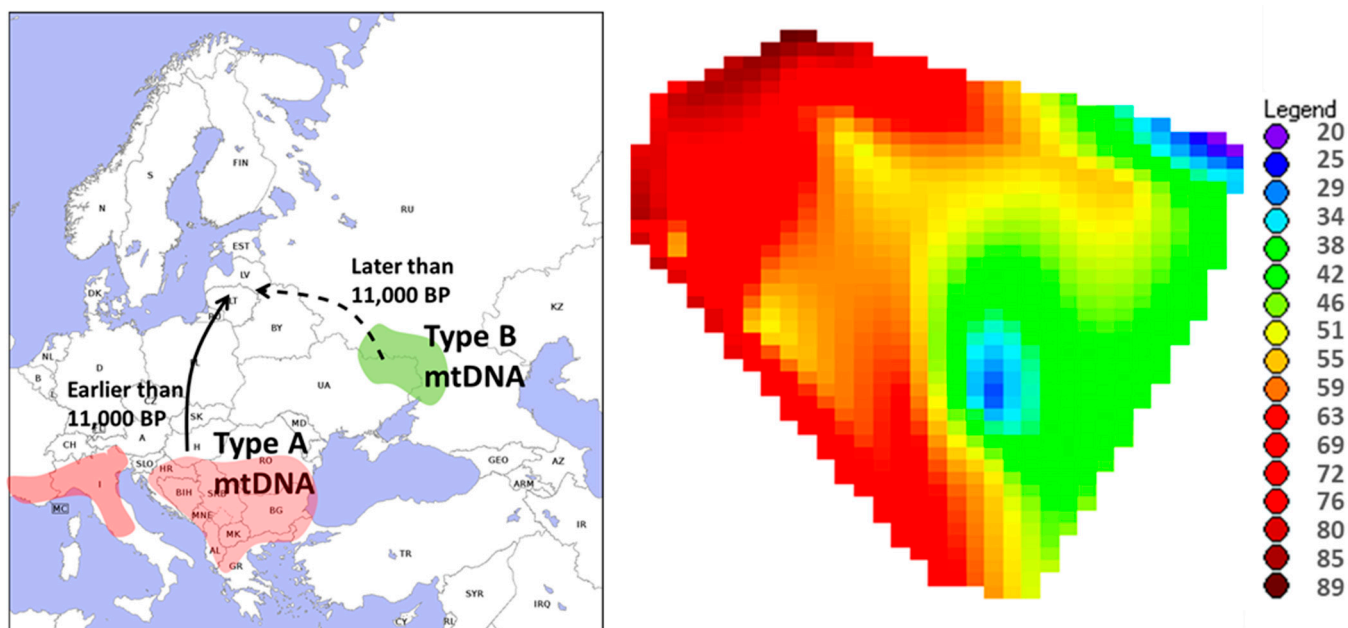 FIN
S
N
RU
EST
LV
Later than
11,000 BP
DK
KZ
BY
Type B
mtDNA
NL
B
D
UA
Earlier than
11,000 BP
SK
MD
CH
A
H
Type A
mtDNA
SLO
HR
RO
I
BIH
MC
MNE
BG
MK
AL
GR
GEO
AZ
ARM
TR
IR
SYR
CY
RL
IRQ
Legend
20
25
29
34
38
42
46
51
55
59
63
69
72
76
80
85
89